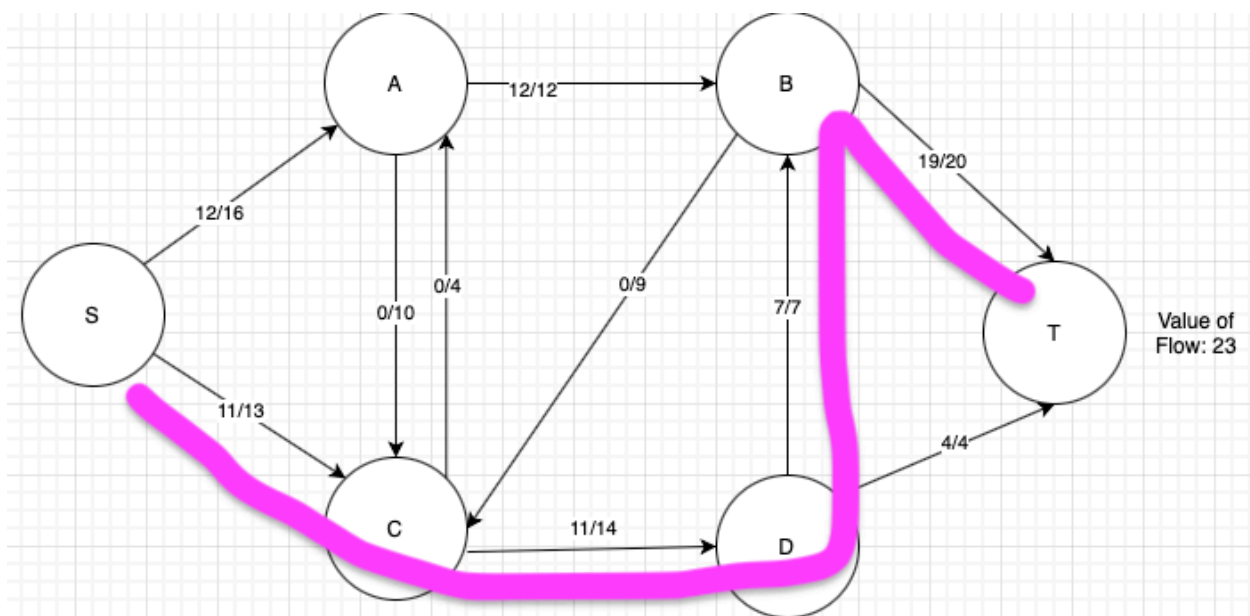 A
B
12/12
19/20
12/16
S
0/10
0/4
0/9
7/7
T
Value of
Flow: 23
11/13
4/4
C
11/14
D